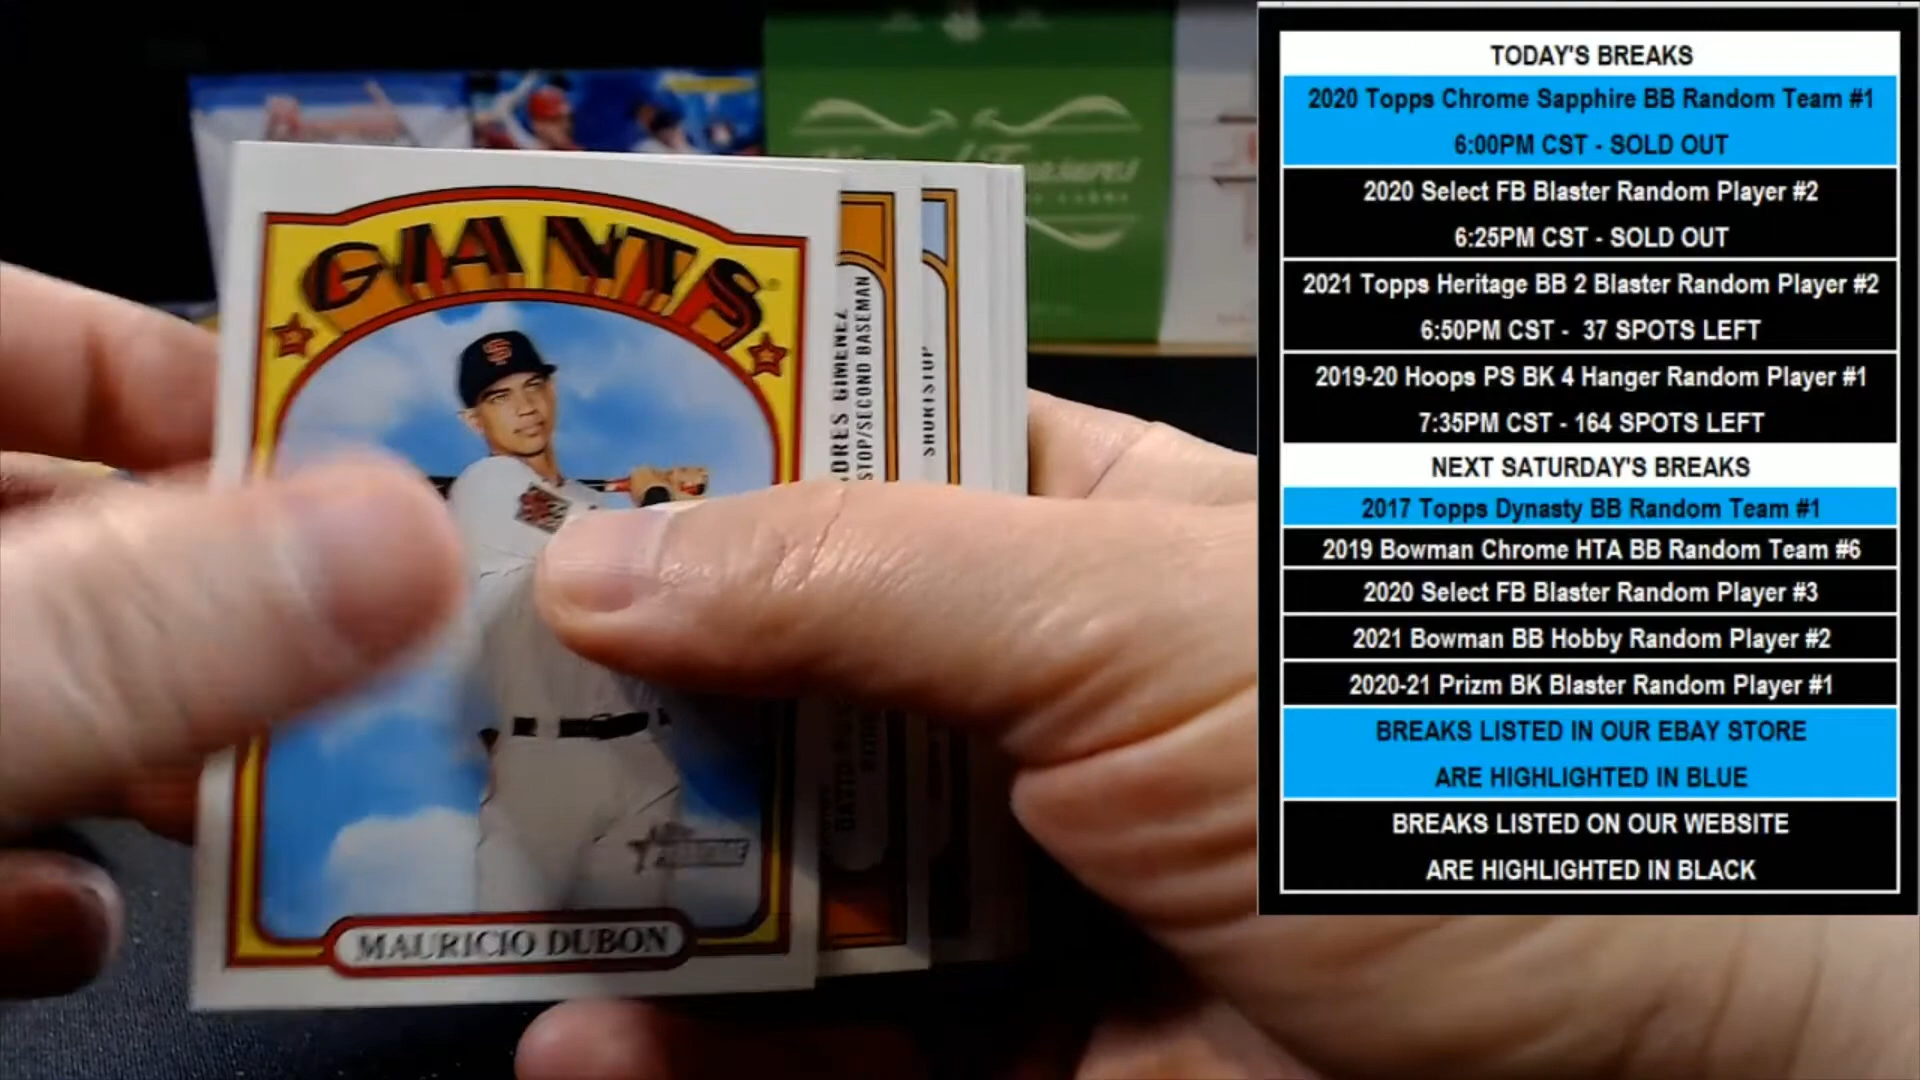 GIANTS
MAURICIO DUBON
SHORTSTOP
TODAY'S BREAKS
2020 Topps Chrome Sapphire BB Random Team #1
6:00PM CST - SOLD OUT
2020 Select FB Blaster Random Player #2
6:25PM CST - SOLD OUT
2021 Topps Heritage BB 2 Blaster Random Player #2
6:50PM CST - 37 SPOTS LEFT
2019-20 Hoops PS BK 4 Hanger Random Player #1
7:35PM CST - 164 SPOTS LEFT
NEXT SATURDAY'S BREAKS
2017 Topps Dynasty BB Random Team #1
2019 Bowman Chrome HTA BB Random Team #6
2020 Select FB Blaster Random Player #3
2021 Bowman BB Hobby Random Player #2
2020-21 Prizm BK Blaster Random Player #1
BREAKS LISTED IN OUR EBAY STORE
ARE HIGHLIGHTED IN BLUE
BREAKS LISTED ON OUR WEBSITE
ARE HIGHLIGHTED IN BLACK